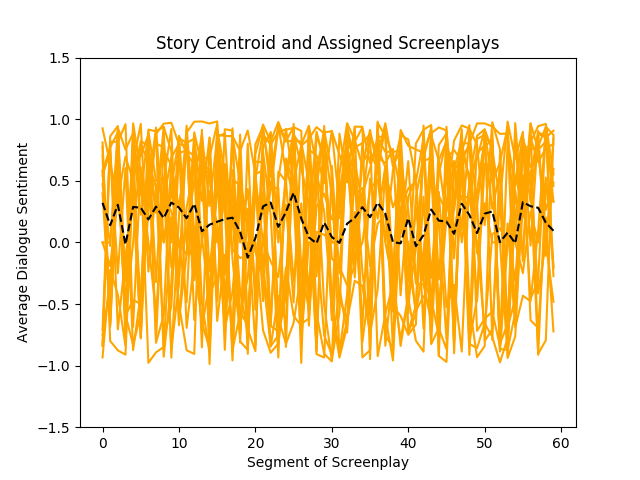 Story Centroid and Assigned Screenplays
1.5
1.0
0.5
0.0
−0.5
−1.0
−1.5
Average Dialogue Sentiment
0 10 20 30 40 50 60
Segment of Screenplay